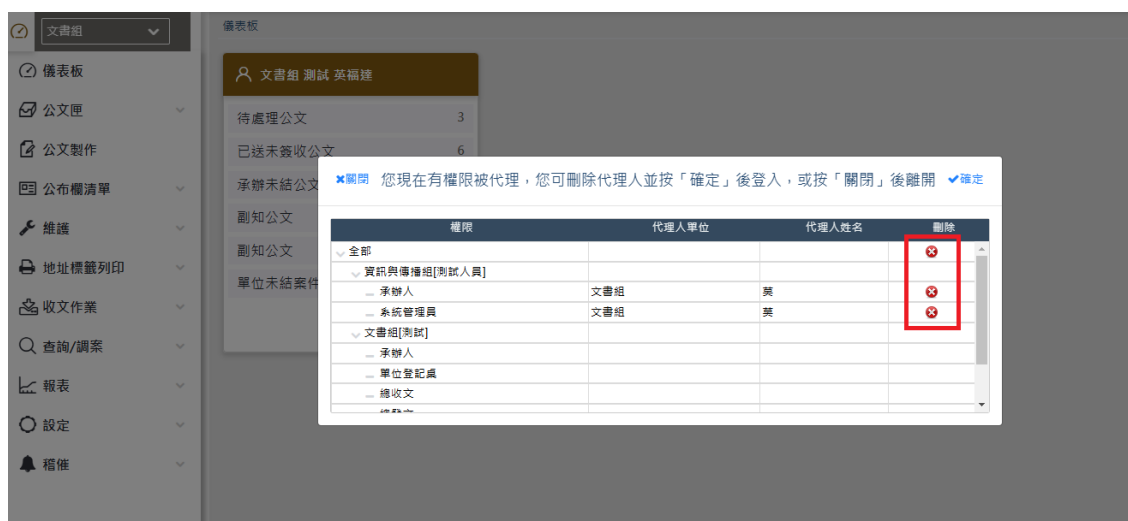 文書組
儀表板
公文匣
公文製作
公布欄清單
維護
地址標籤列印
收文作業
查詢/調案
報表
設定
稽催
儀表板
文書組 測試 英福達
待處理公文 3
已送未簽收公文 6
承辦未結公文
副知公文
副知公文
單位未結案件
✖關閉 您現在有權限被代理，您可刪除代理人並按「確定」後登入，或按「關閉」後離開 ✔確定
權限 代理人單位 代理人姓名 刪除
全部
資訊與傳播組[測試人員]
承辦人 文書組 英
系統管理員 文書組 英
文書組[測試]
承辦人
單位登記桌
總收文